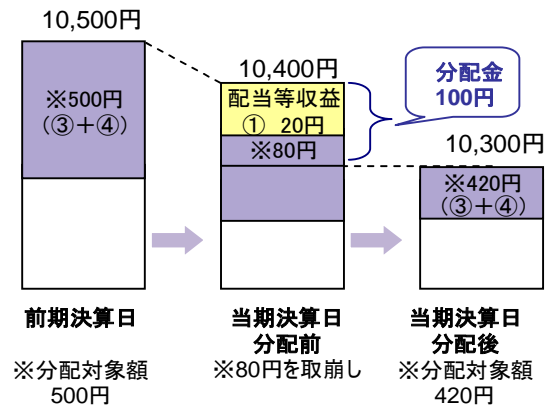 10,500円
※500円
(③+④)
前期決算日
※分配対象額
500円
10,400円
配当等収益
① 20円
※80円
当期決算日
分配前
※80円を取崩し
分配金
100円
10,300円
※420円
(③+④)
当期決算日
分配後
※分配対象額
420円